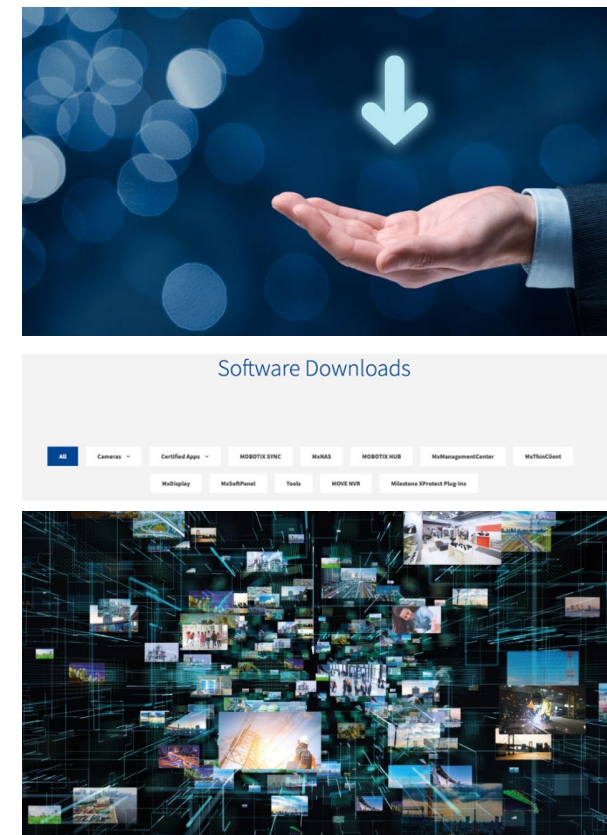 Software Downloads
All Cameras Certified Apps MOBOTIX SYNC MxNAS MOBOTIX HUB MxManagementCenter MxThinClient
MxDisplay MxSoftPanel Tools MOVE NVR Milestone XProtect Plug-Ins